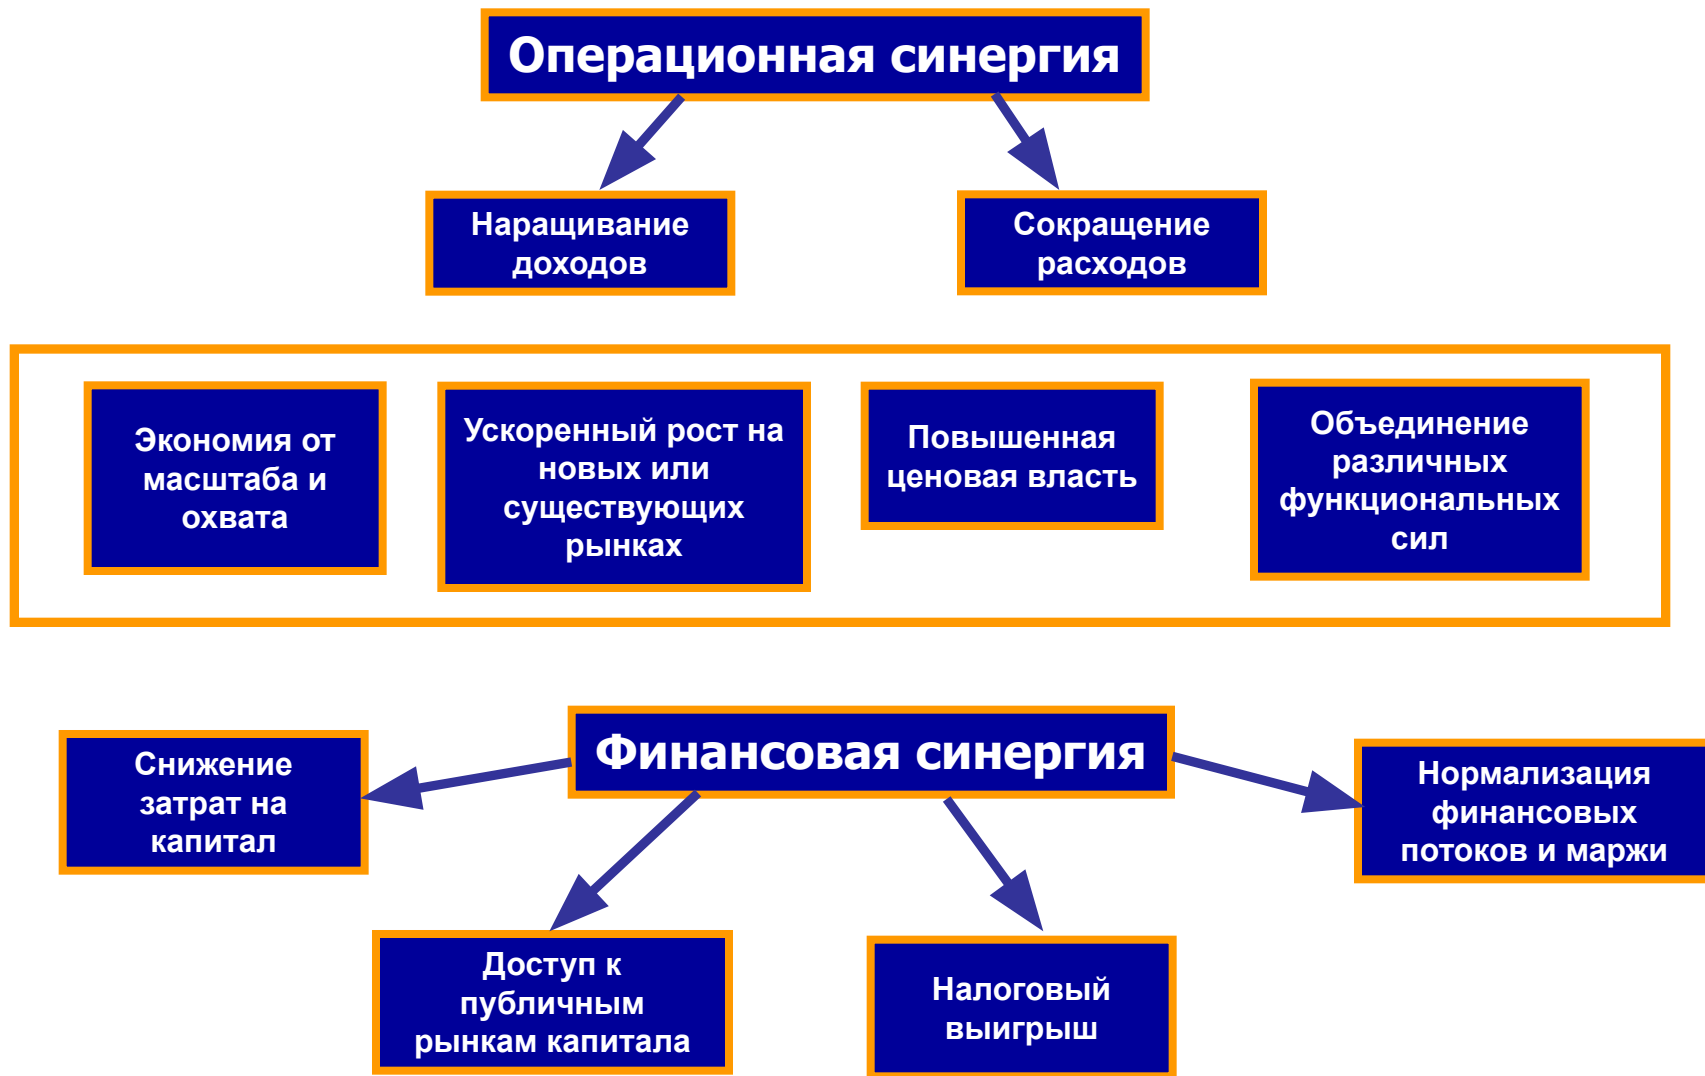 Операционная синергия
Наращивание
доходов
Сокращение
расходов
Экономия от
масштаба и
охвата
Ускоренный рост на
новых или
существующих
рынках
Повышенная
ценовая власть
Объединение
различных
функциональных
сил
Финансовая синергия
Снижение
затрат на
капитал
Нормализация
финансовых
потоков и маржи
Доступ к
публичным
рынкам капитала
Налоговый
выигрыш